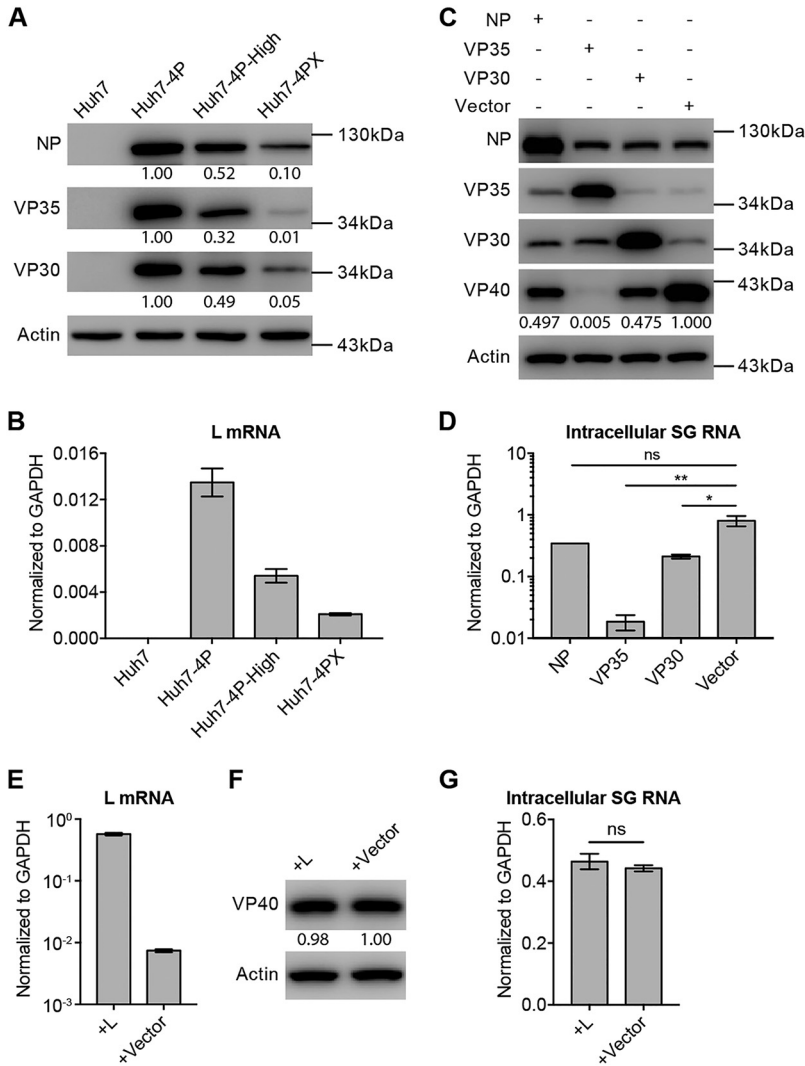 A
Huh7 Huh7-4P Huh7-4P-High Huh7-4PX
NP 130kDa
1.00 0.52 0.10
VP35 34kDa
1.00 0.32 0.01
VP30 34kDa
1.00 0.49 0.05
Actin 43kDa
C
NP + - - -
VP35 - + - -
VP30 - - + -
Vector - - - +
NP 130kDa
VP35 34kDa
VP30 34kDa
VP40 43kDa
0.497 0.005 0.475 1.000
Actin 43kDa
B
L mRNA
Normalized to GAPDH
0.016
0.012
0.008
0.004
0.000
Huh7 Huh7-4P Huh7-4P-High Huh7-4PX
D
Intracellular SG RNA
Normalized to GAPDH
10
1
0.1
0.01
ns
**
*
NP VP35 VP30 Vector
E
L mRNA
Normalized to GAPDH
10⁰
10⁻¹
10⁻²
10⁻³
+L +Vector
F
+L +Vector
VP40
0.98 1.00
Actin
G
Intracellular SG RNA
Normalized to GAPDH
0.6
0.4
0.2
0.0
ns
+L +Vector